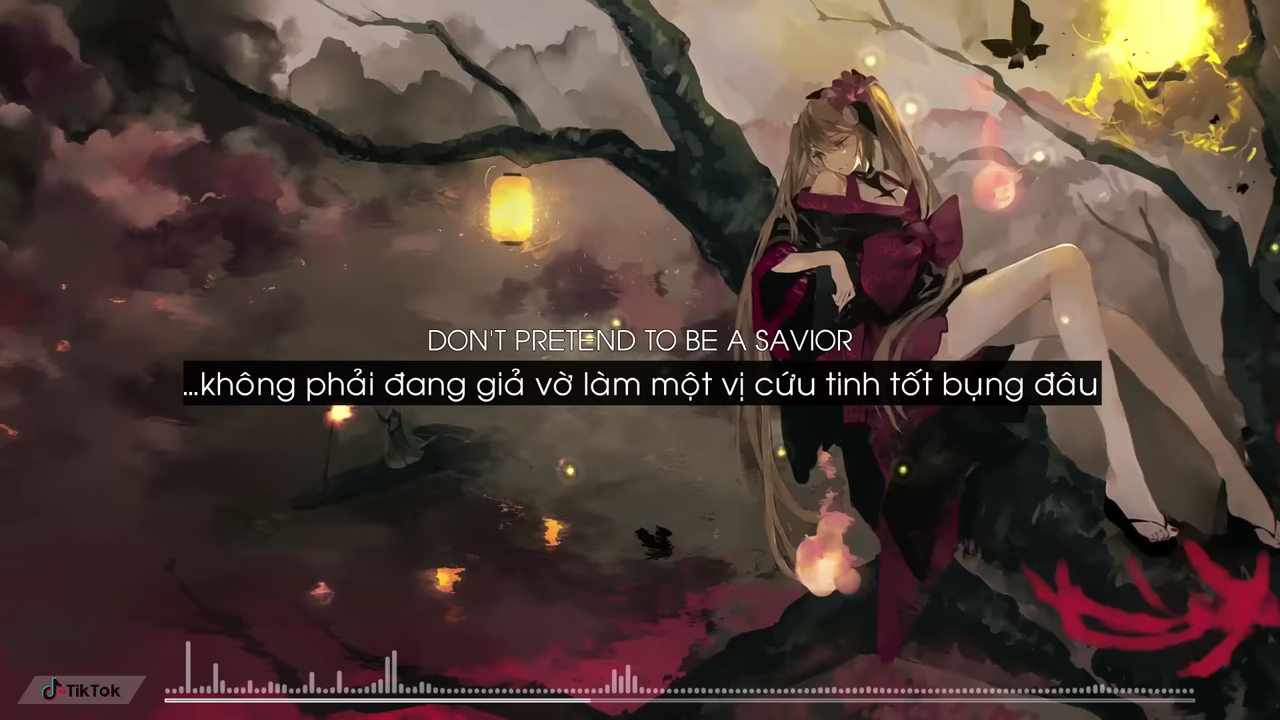 DON'T PRETEND TO BE A SAVIOR
...không phải đang giả vờ làm một vị cứu tinh tốt bụng đâu
TikTok